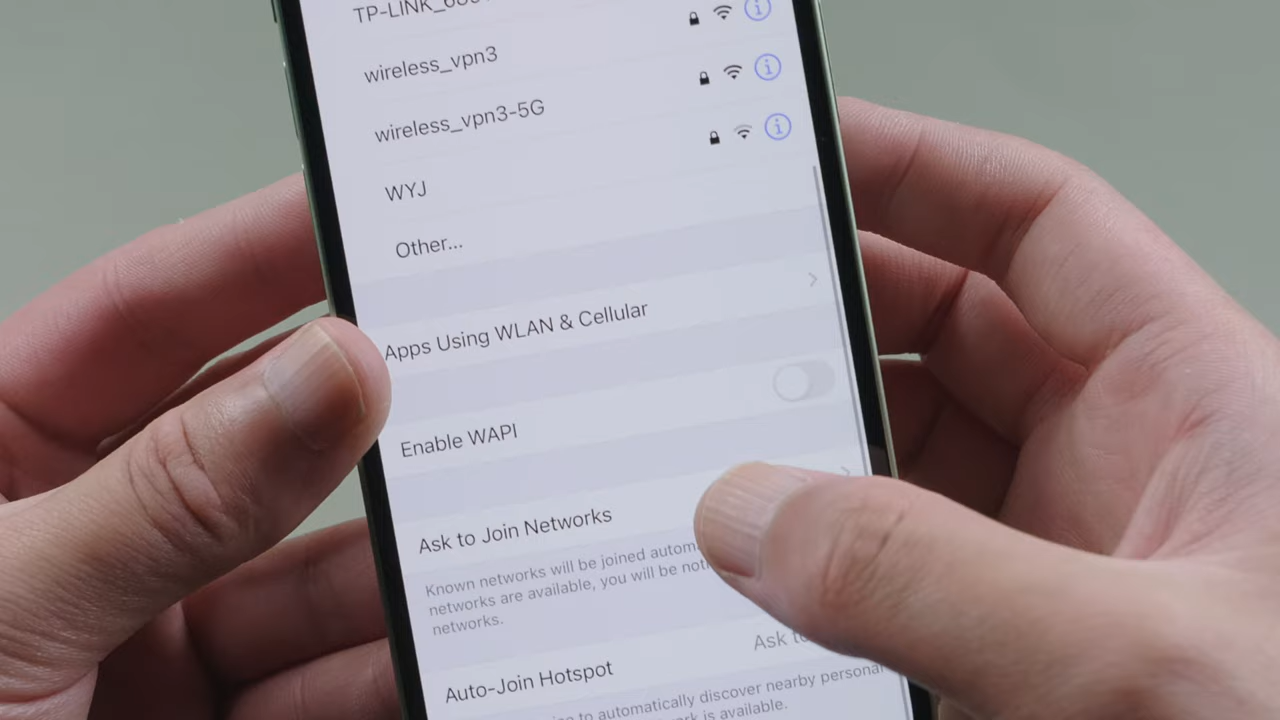 wireless_vpn3
wireless_vpn3-5G
WYJ
Other...
Apps Using WLAN & Cellular
Enable WAPI
Ask to Join Networks
Known networks will be joined
networks are available, you will be
networks.
Ask
Auto-Join Hotspot
to automatically discover nearby personal
is available.